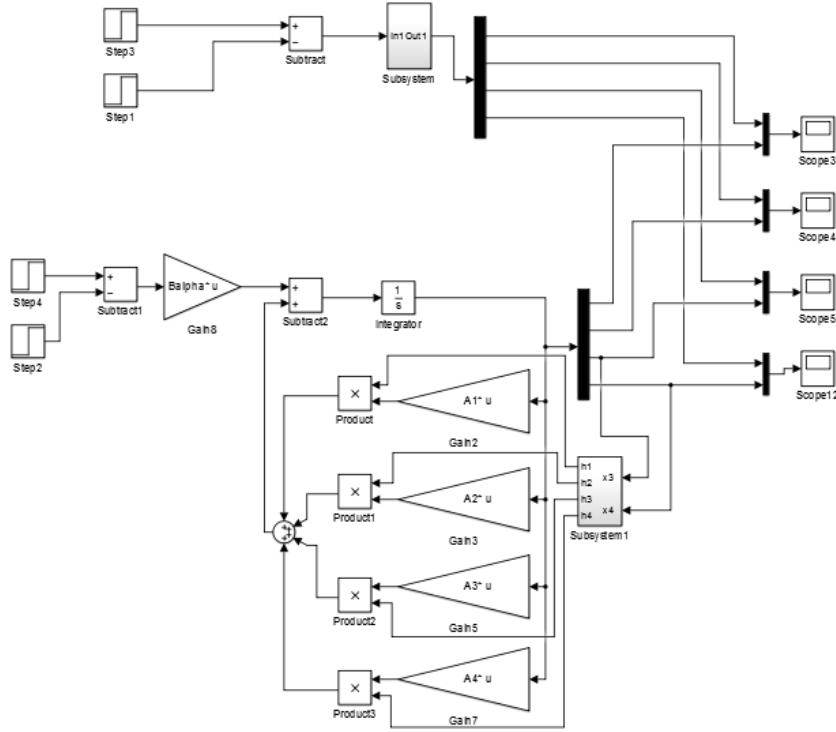 Step3
Subtract
In1 Out1
Subsystem
Step1
Scope3
Scope4
Scope5
Scope12
Step4
Subtract1
Balpha* u
Gain8
Subtract2
1
s
Integrator
Step2
Product
A1* u
Gain2
Product1
A2* u
Gain3
Product2
A3* u
Gain5
Product3
A4* u
Gain7
h1
h2
h3
h4
x3
x4
Subsystem1